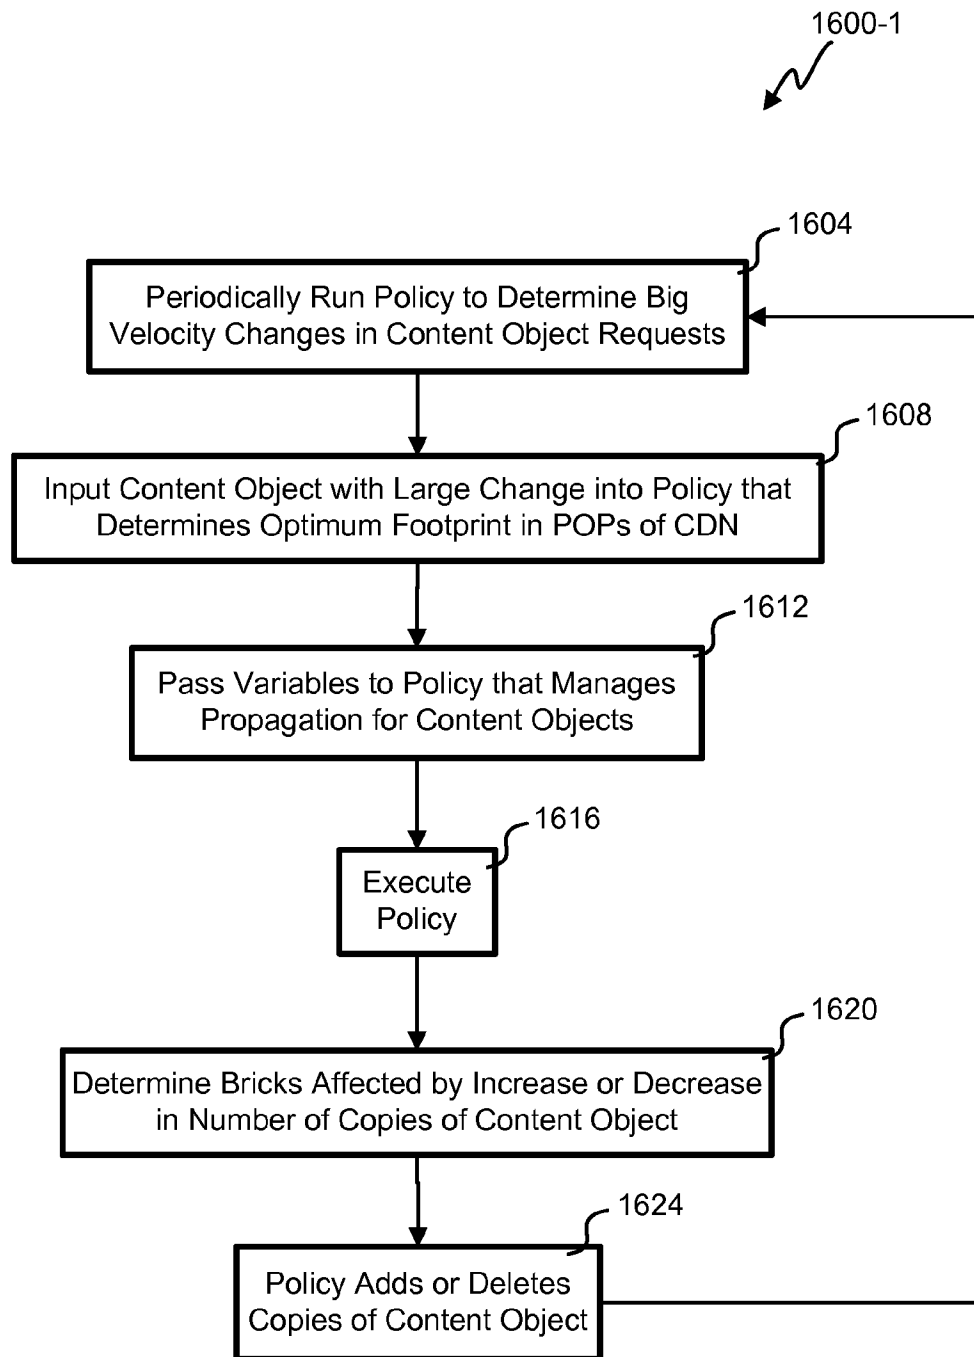 1600-1
1604
Periodically Run Policy to Determine Big
Velocity Changes in Content Object Requests
1608
Input Content Object with Large Change into Policy that
Determines Optimum Footprint in POPs of CDN
1612
Pass Variables to Policy that Manages
Propagation for Content Objects
1616
Execute
Policy
1620
Determine Bricks Affected by Increase or Decrease
in Number of Copies of Content Object
1624
Policy Adds or Deletes
Copies of Content Object